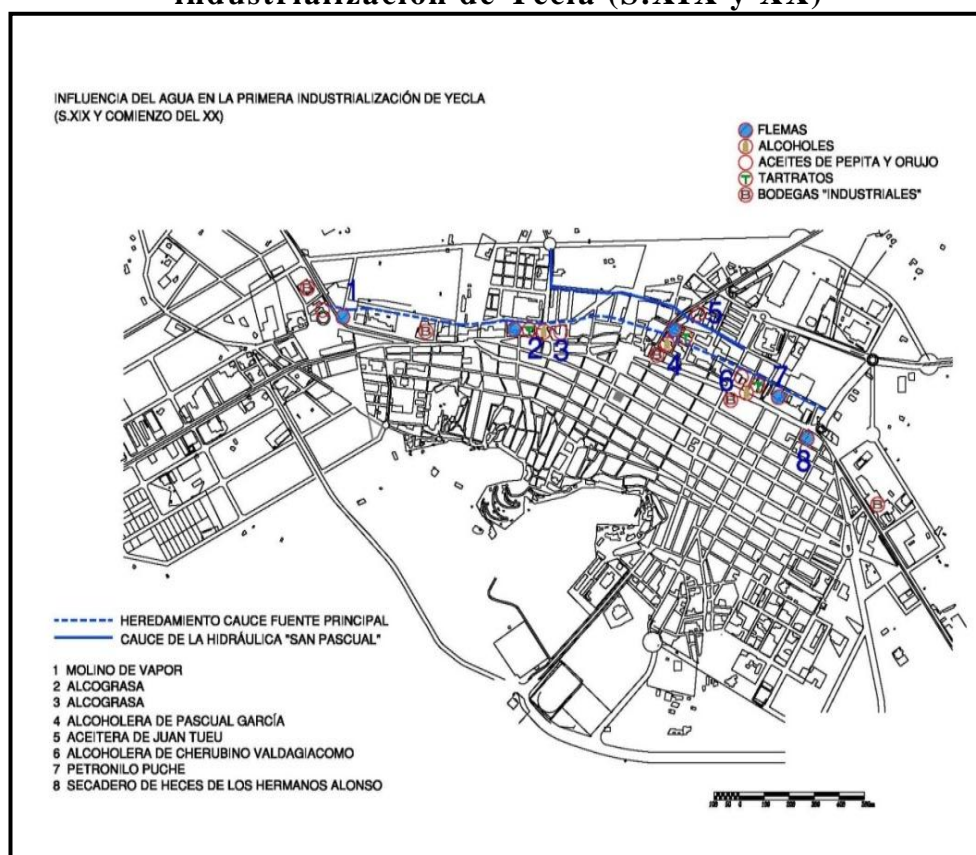 industrialización de Yecla (S.XIX y XX)
INFLUENCIA DEL AGUA EN LA PRIMERA INDUSTRIALIZACIÓN DE YECLA
(S.XIX Y COMIENZO DEL XX)
FLEMAS
ALCOHOLES
ACEITES DE PEPITA Y ORUJO
T TARTRATOS
B BODEGAS "INDUSTRIALES"
B
1
B
T
2
3
5
4
B
6
B
T
7
8
B
HEREDAMIENTO CAUCE FUENTE PRINCIPAL
CAUCE DE LA HIDRÁULICA "SAN PASCUAL"
1 MOLINO DE VAPOR
2 ALCOGRASA
3 ALCOGRASA
4 ALCOHOLERA DE PASCUAL GARCÍA
5 ACEITERA DE JUAN TUEU
6 ALCOHOLERA DE CHERUBINO VALDAGIACOMO
7 PETRONILO PUCHE
8 SECADERO DE HECES DE LOS HERMANOS ALONSO